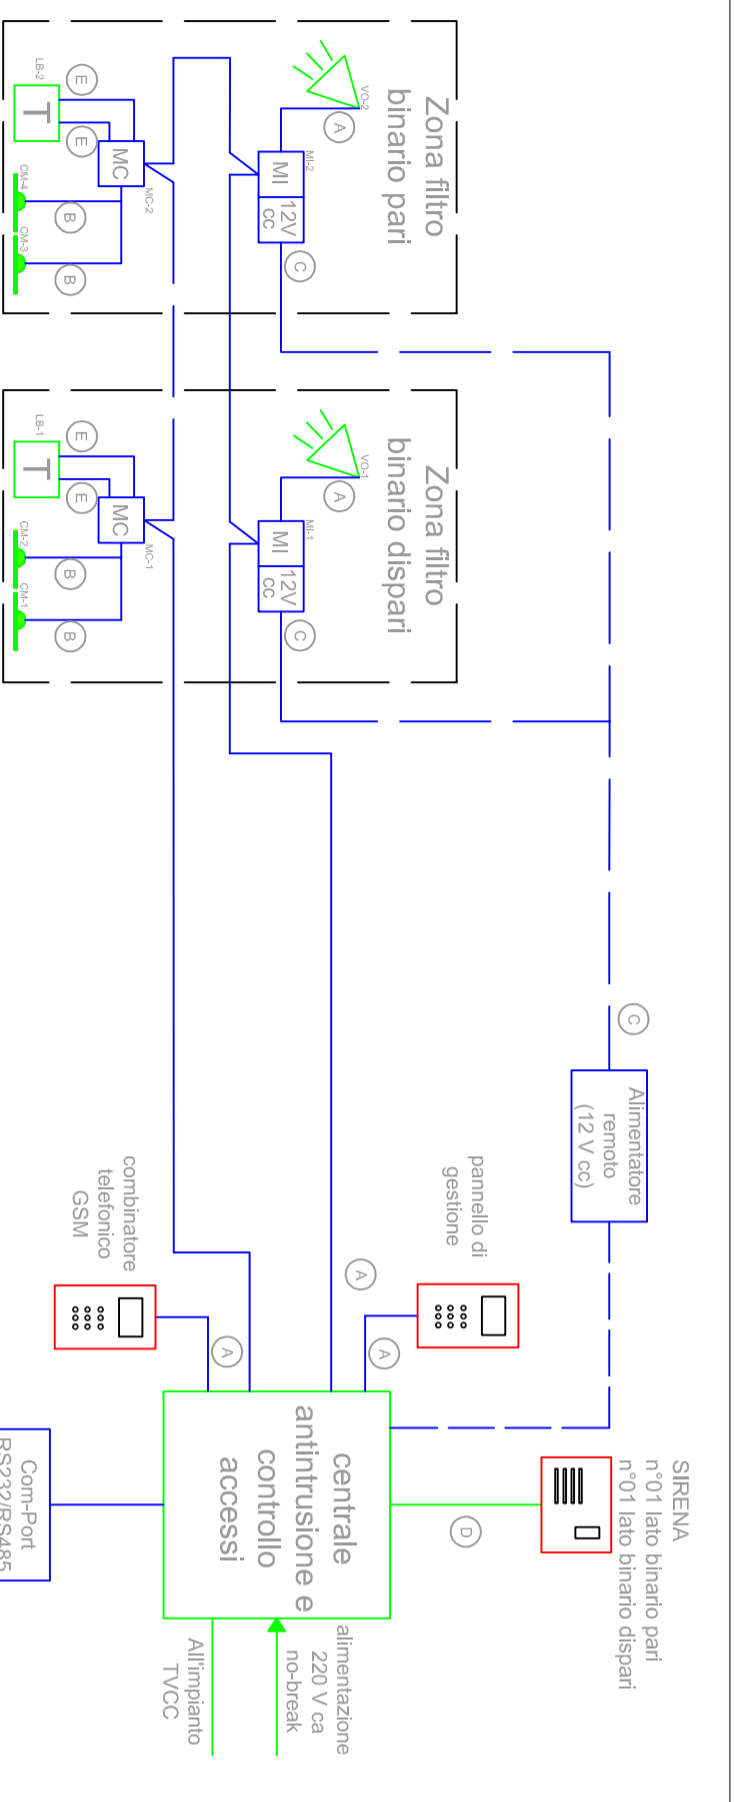 Zona filtro
binario pari
VO-2
A
MI-2
MI
12V
cc
C
LB-2
T
E
E
MC
MC-2
CM-4
B
CM-3
B
Zona filtro
binario dispari
VO-1
A
MI-1
MI
12V
cc
C
LB-1
T
E
E
MC
MC-1
CM-2
B
CM-1
B
C
Alimentatore
remoto
(12 V cc)
pannello di
gestione
A
A
combinatore
telefonico
GSM
A
SIRENA
n°01 lato binario pari
n°01 lato binario dispari
D
centrale
antintrusione e
controllo
accessi
Com-Port
RS232/RS485
alimentazione
220 V ca
no-break
All'impianto
TVCC